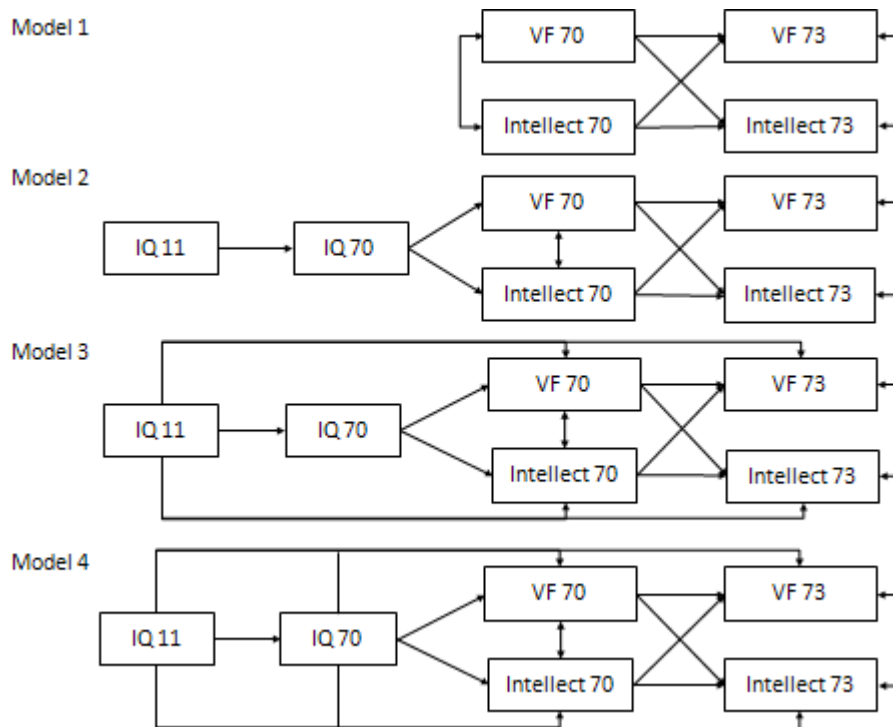 Model 1
VF 70
VF 73
Intellect 70
Intellect 73
Model 2
VF 70
VF 73
IQ 11
IQ 70
Intellect 70
Intellect 73
Model 3
VF 70
VF 73
IQ 11
IQ 70
Intellect 70
Intellect 73
Model 4
VF 70
VF 73
IQ 11
IQ 70
Intellect 70
Intellect 73